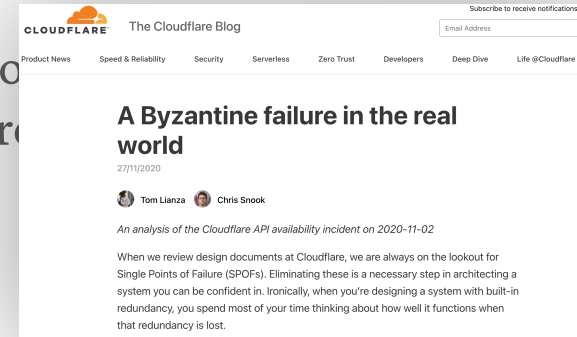 Subscribe to receive notifications
CLOUDFLARE
The Cloudflare Blog
Email Address
Product News Speed & Reliability Security Serverless Zero Trust Developers Deep Dive Life @Cloudflare
A Byzantine failure in the real
world
27/11/2020
Tom Lianza Chris Snook
An analysis of the Cloudflare API availability incident on 2020-11-02
When we review design documents at Cloudflare, we are always on the lookout for
Single Points of Failure (SPOFs). Eliminating these is a necessary step in architecting a
system you can be confident in. Ironically, when you're designing a system with built-in
redundancy, you spend most of your time thinking about how well it functions when
that redundancy is lost.